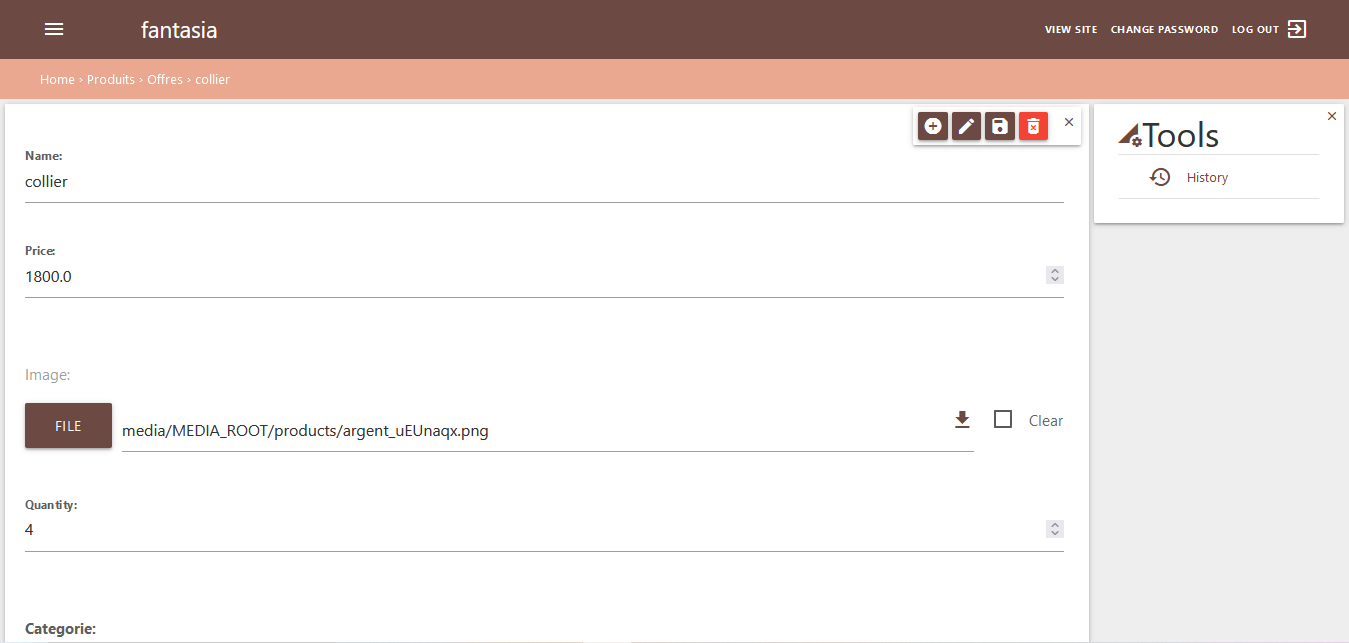 fantasia
VIEW SITE CHANGE PASSWORD LOG OUT
Home › Produits › Offres › collier
Name:
collier
Price:
1800.0
Image:
FILE
media/MEDIA_ROOT/products/argent_uEUnaqx.png
Clear
Quantity:
4
Categorie:
Tools
History